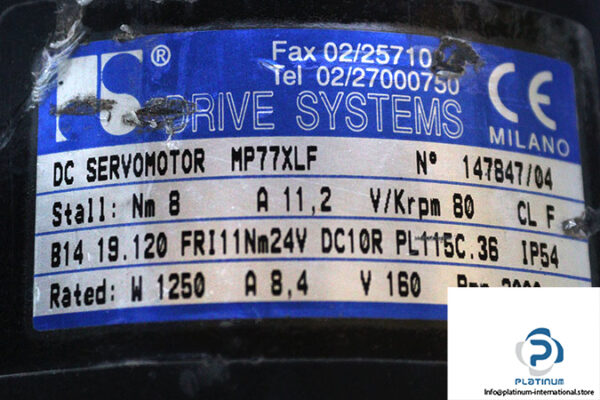 Fax 02/25710
Tel 02/27000750
S ®
DRIVE SYSTEMS
CE
MILANO
DC SERVOMOTOR MP77XLF N° 147847/04
Stall: Nm 8 A 11,2 V/Krpm 80 CL F
B14 19.120 FRI11Nm24V DC10R PL115C.36 IP54
Rated: W 1250 A 8,4 V 160
PLATINUM
Info@platinum-international.store